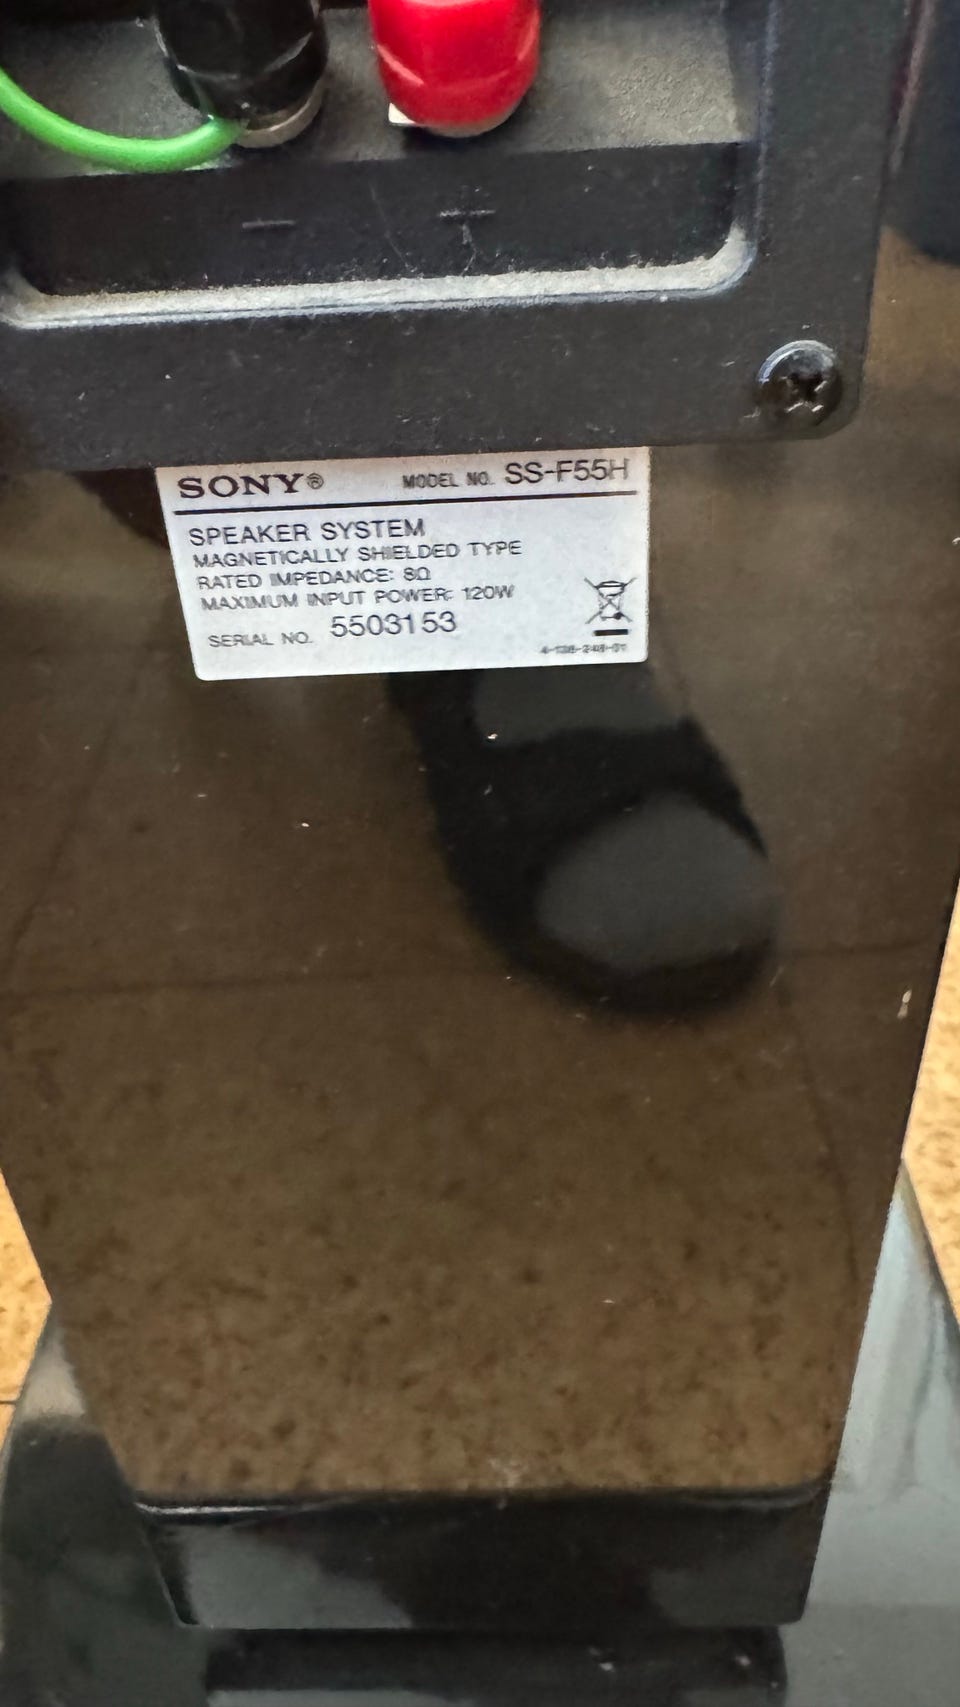 − +
SONY® MODEL NO. SS-F55H
SPEAKER SYSTEM
MAGNETICALLY SHIELDED TYPE
RATED IMPEDANCE: 8Ω
MAXIMUM INPUT POWER: 120W
SERIAL NO. 5503153